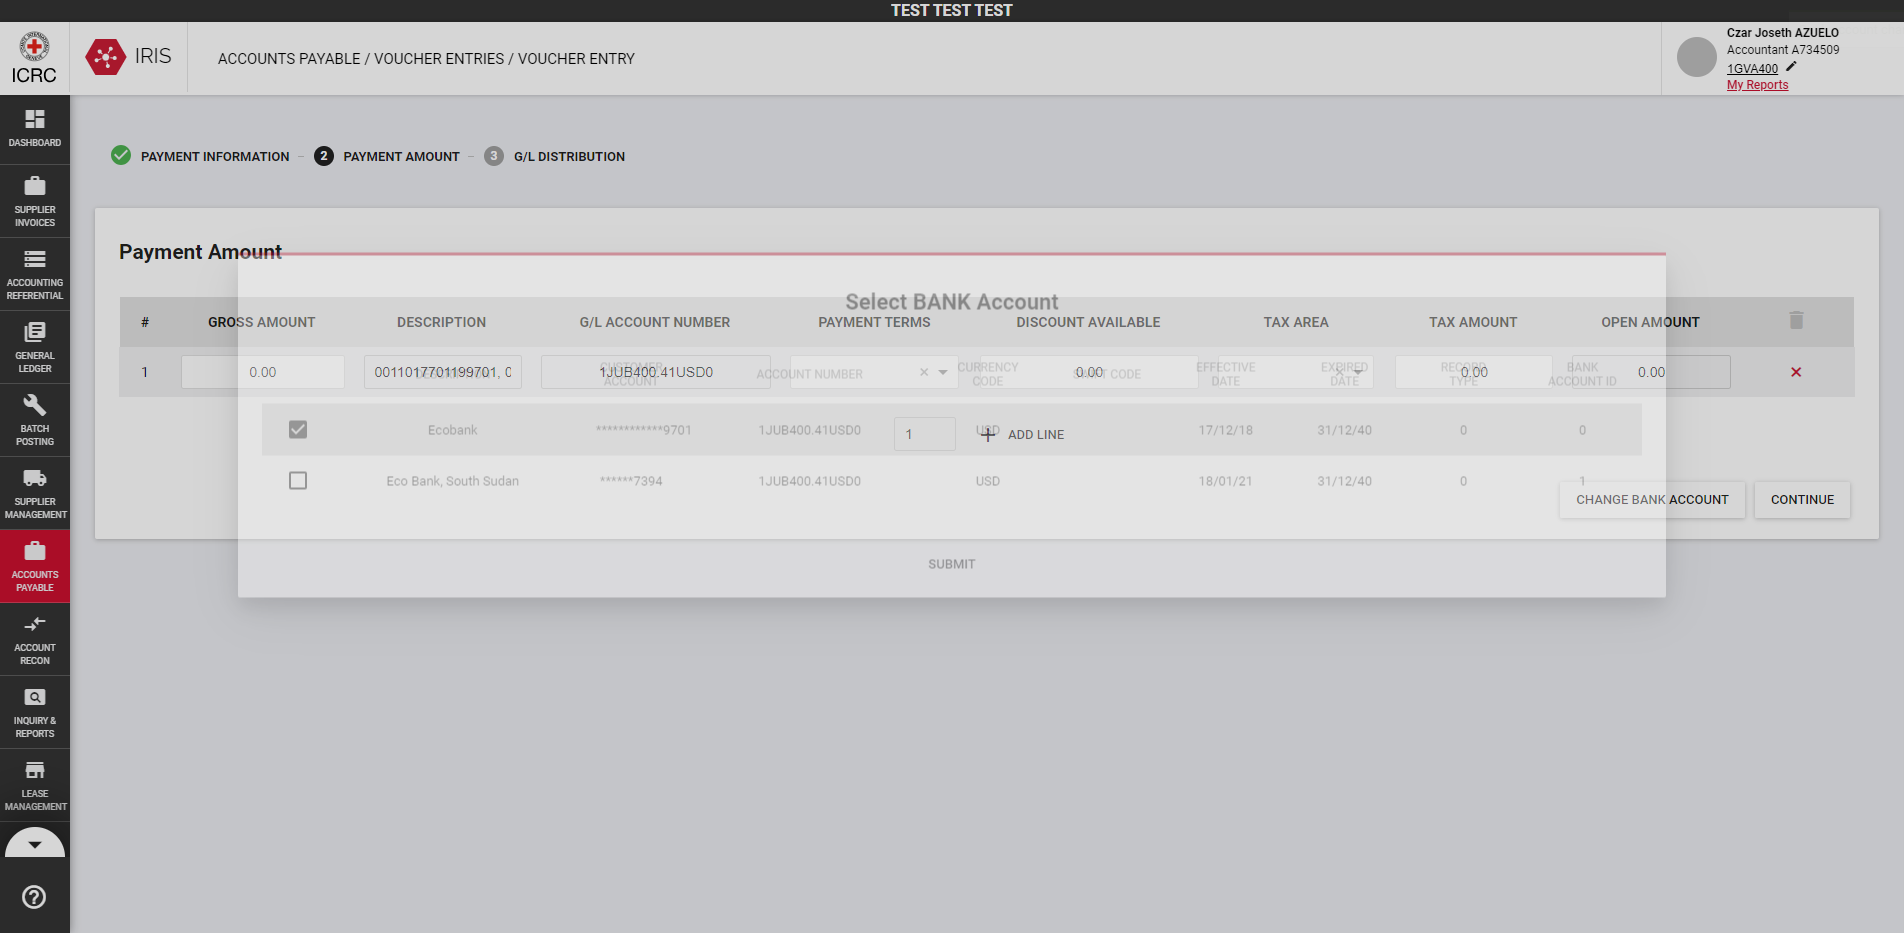 TEST TEST TEST
ICRC
IRIS
ACCOUNTS PAYABLE / VOUCHER ENTRIES / VOUCHER ENTRY
Czar Joseth AZUELO
Accountant A734509
1GVA400
My Reports
DASHBOARD
SUPPLIER
INVOICES
ACCOUNTING
REFERENTIAL
GENERAL
LEDGER
BATCH
POSTING
SUPPLIER
MANAGEMENT
ACCOUNTS
PAYABLE
ACCOUNT
RECON
INQUIRY &
REPORTS
LEASE
MANAGEMENT
PAYMENT INFORMATION – 2 PAYMENT AMOUNT – 3 G/L DISTRIBUTION
Payment Amount
# GROSS AMOUNT DESCRIPTION G/L ACCOUNT NUMBER PAYMENT TERMS DISCOUNT AVAILABLE TAX AREA TAX AMOUNT OPEN AMOUNT
1 0.00 0011017701199701, 0 1JUB400.41USD0 0.00 0.00 0.00
1 ADD LINE
CHANGE BANK ACCOUNT CONTINUE
Select BANK Account
CUSTOMER ACCOUNT ACCOUNT NUMBER CURRENCY CODE CODE EFFECTIVE DATE EXPIRED DATE RECORD TYPE BANK ACCOUNT ID
Ecobank ************9701 1JUB400.41USD0 USD 17/12/18 31/12/40 0 0
Eco Bank, South Sudan ******7394 1JUB400.41USD0 USD 18/01/21 31/12/40 0 1
SUBMIT